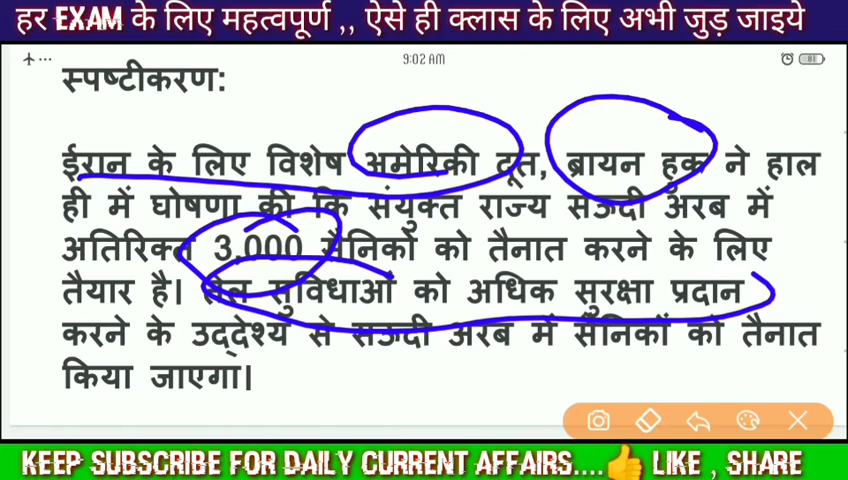 हर EXAM के लिए महत्वपूर्ण ,, ऐसे ही क्लास के लिए अभी जुड़ जाइये
9:02 AM
81
स्पष्टीकरण:
ईरान के लिए विशेष अमेरिकी दूत, ब्रायन हुक ने हाल
ही में घोषणा की कि संयुक्त राज्य सऊदी अरब में
अतिरिक्त 3,000 सैनिकों को तैनात करने के लिए
तैयार है। तेल सुविधाओं को अधिक सुरक्षा प्रदान
करने के उद्देश्य से सऊदी अरब में सैनिकों को तैनात
किया जाएगा।
KEEP SUBSCRIBE FOR DAILY CURRENT AFFAIRS....👍 LIKE , SHARE